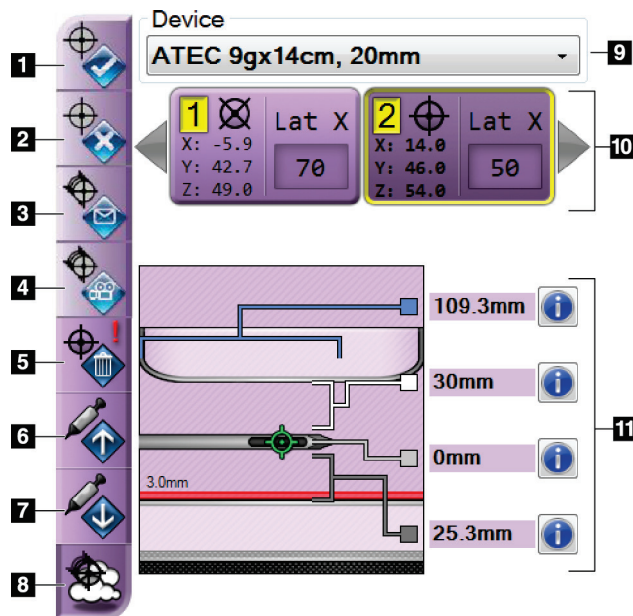 Device
1
ATEC 9gx14cm, 20mm
9
2
1
Lat X
X: -5.9
Y: 42.7
Z: 49.0
70
2
Lat X
X: 14.0
Y: 46.0
Z: 54.0
50
10
3
4
109.3mm
5
!
30mm
6
11
0mm
7
3.0mm
25.3mm
8